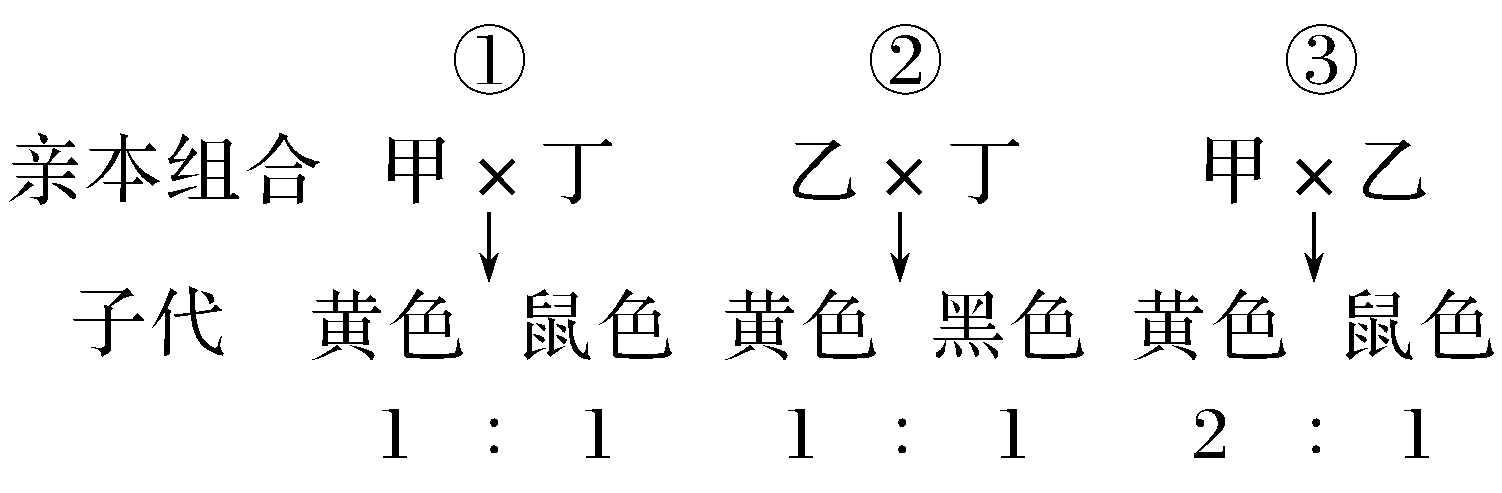 ① ② ③
亲本组合 甲×丁 乙×丁 甲×乙
↓ ↓ ↓
子代 黄色 鼠色 黄色 黑色 黄色 鼠色
1 : 1 1 : 1 2 : 1